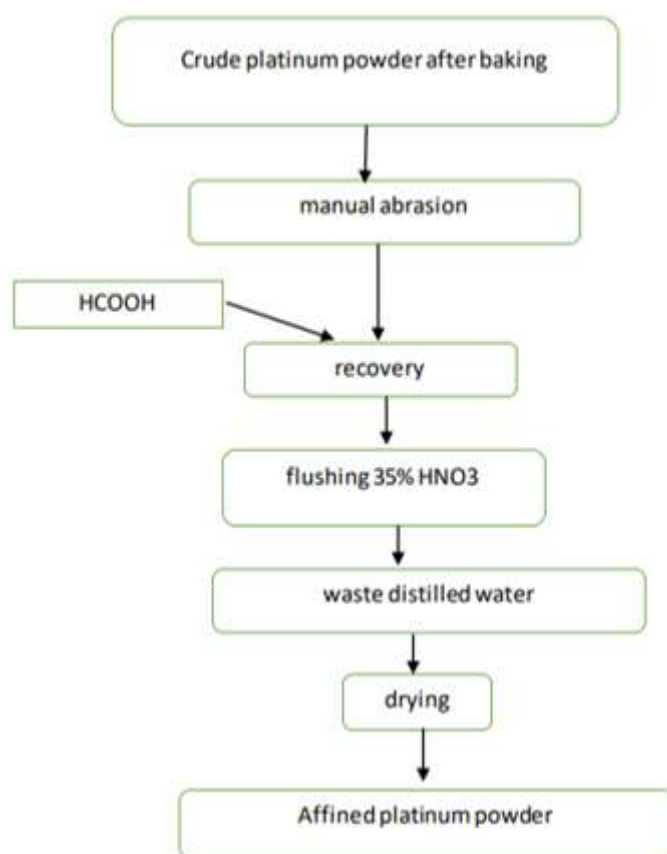 Crude platinum powder after baking
manual abrasion
HCOOH
recovery
flushing 35% HNO3
waste distilled water
drying
Affined platinum powder